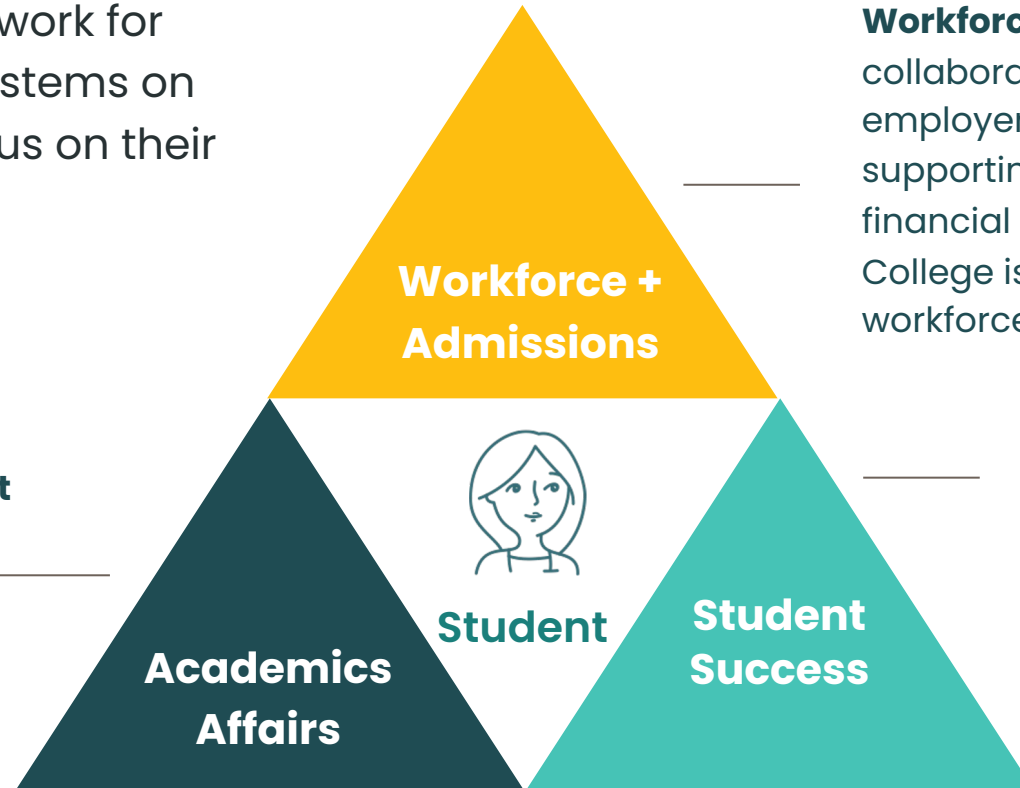 work for
stems on
us on their
Workforc
collabora
employer
supportin
financial
College is
workforce
Workforce +
Admissions
t
Student
Academics
Affairs
Student
Success